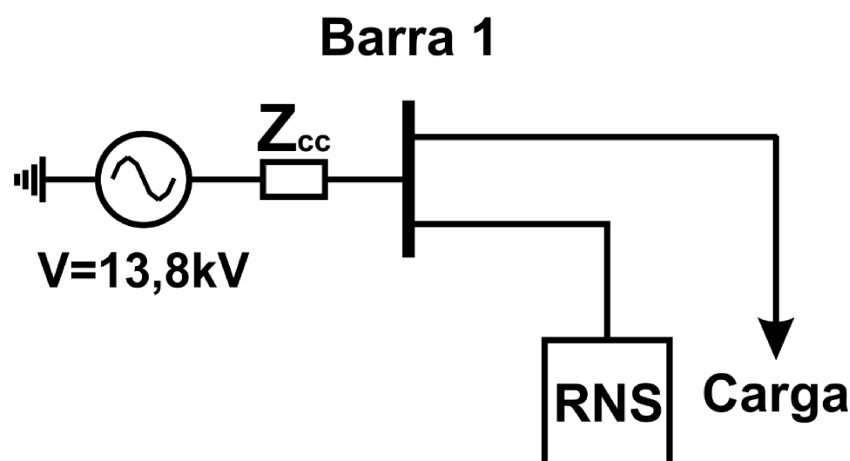 Barra 1
Zcc
V=13,8kV
RNS
Carga